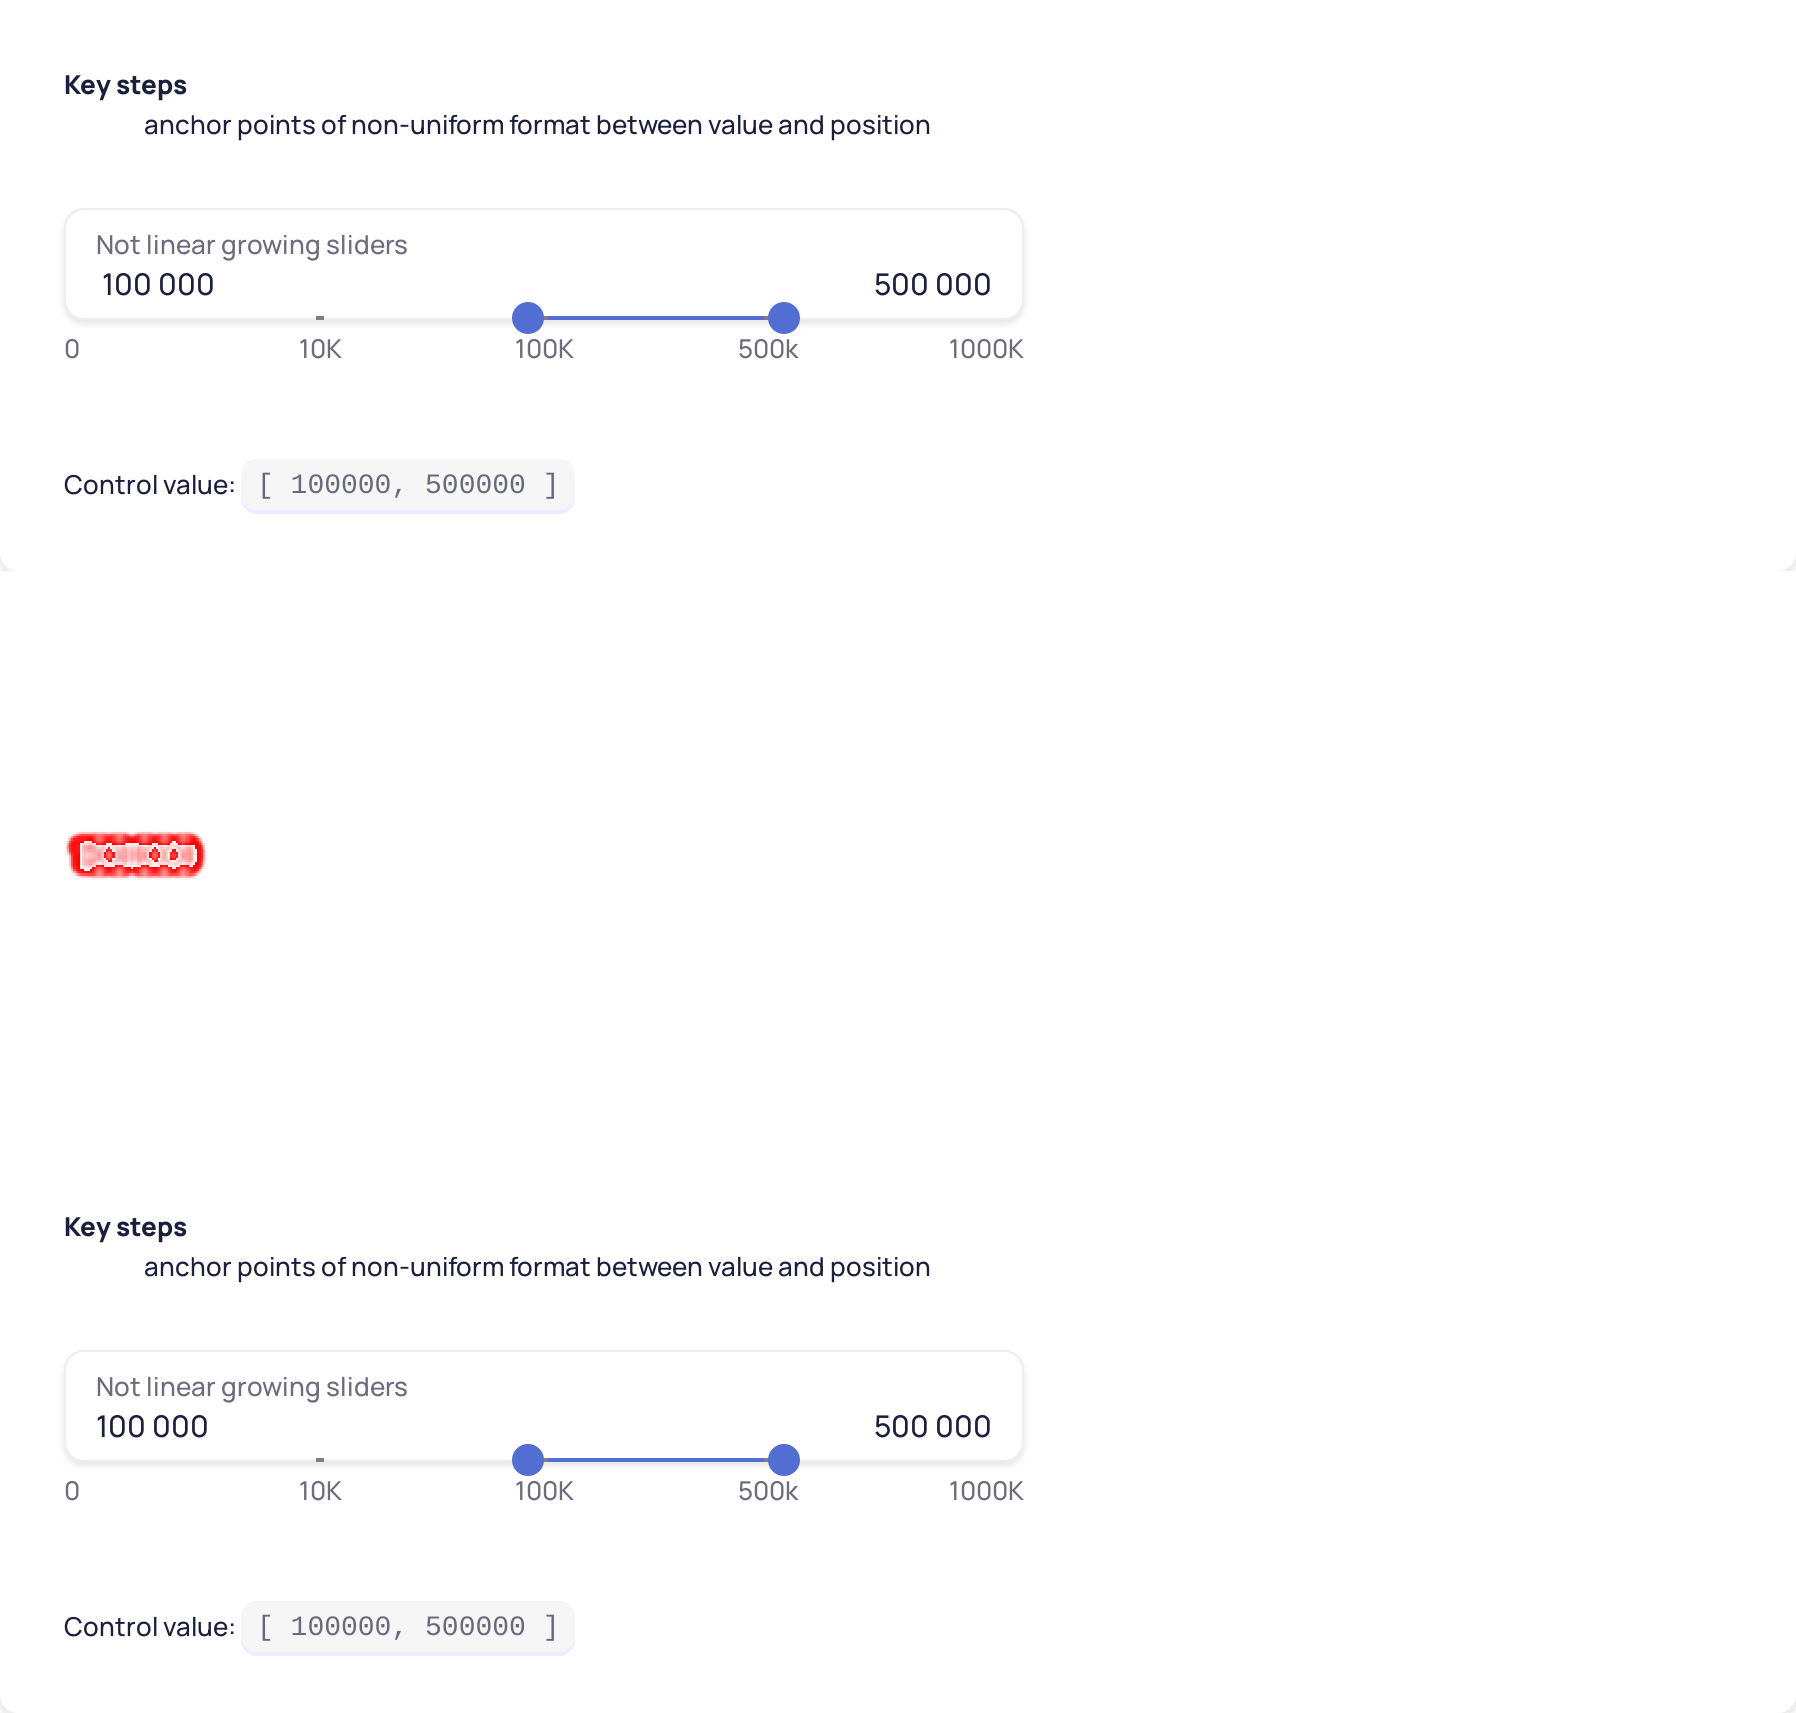 Key steps
anchor points of non-uniform format between value and position
Not linear growing sliders
100 000 500 000
0 10K 100K 500k 1000K
Control value: [ 100000, 500000 ]
Key steps
anchor points of non-uniform format between value and position
Not linear growing sliders
100 000 500 000
0 10K 100K 500k 1000K
Control value: [ 100000, 500000 ]